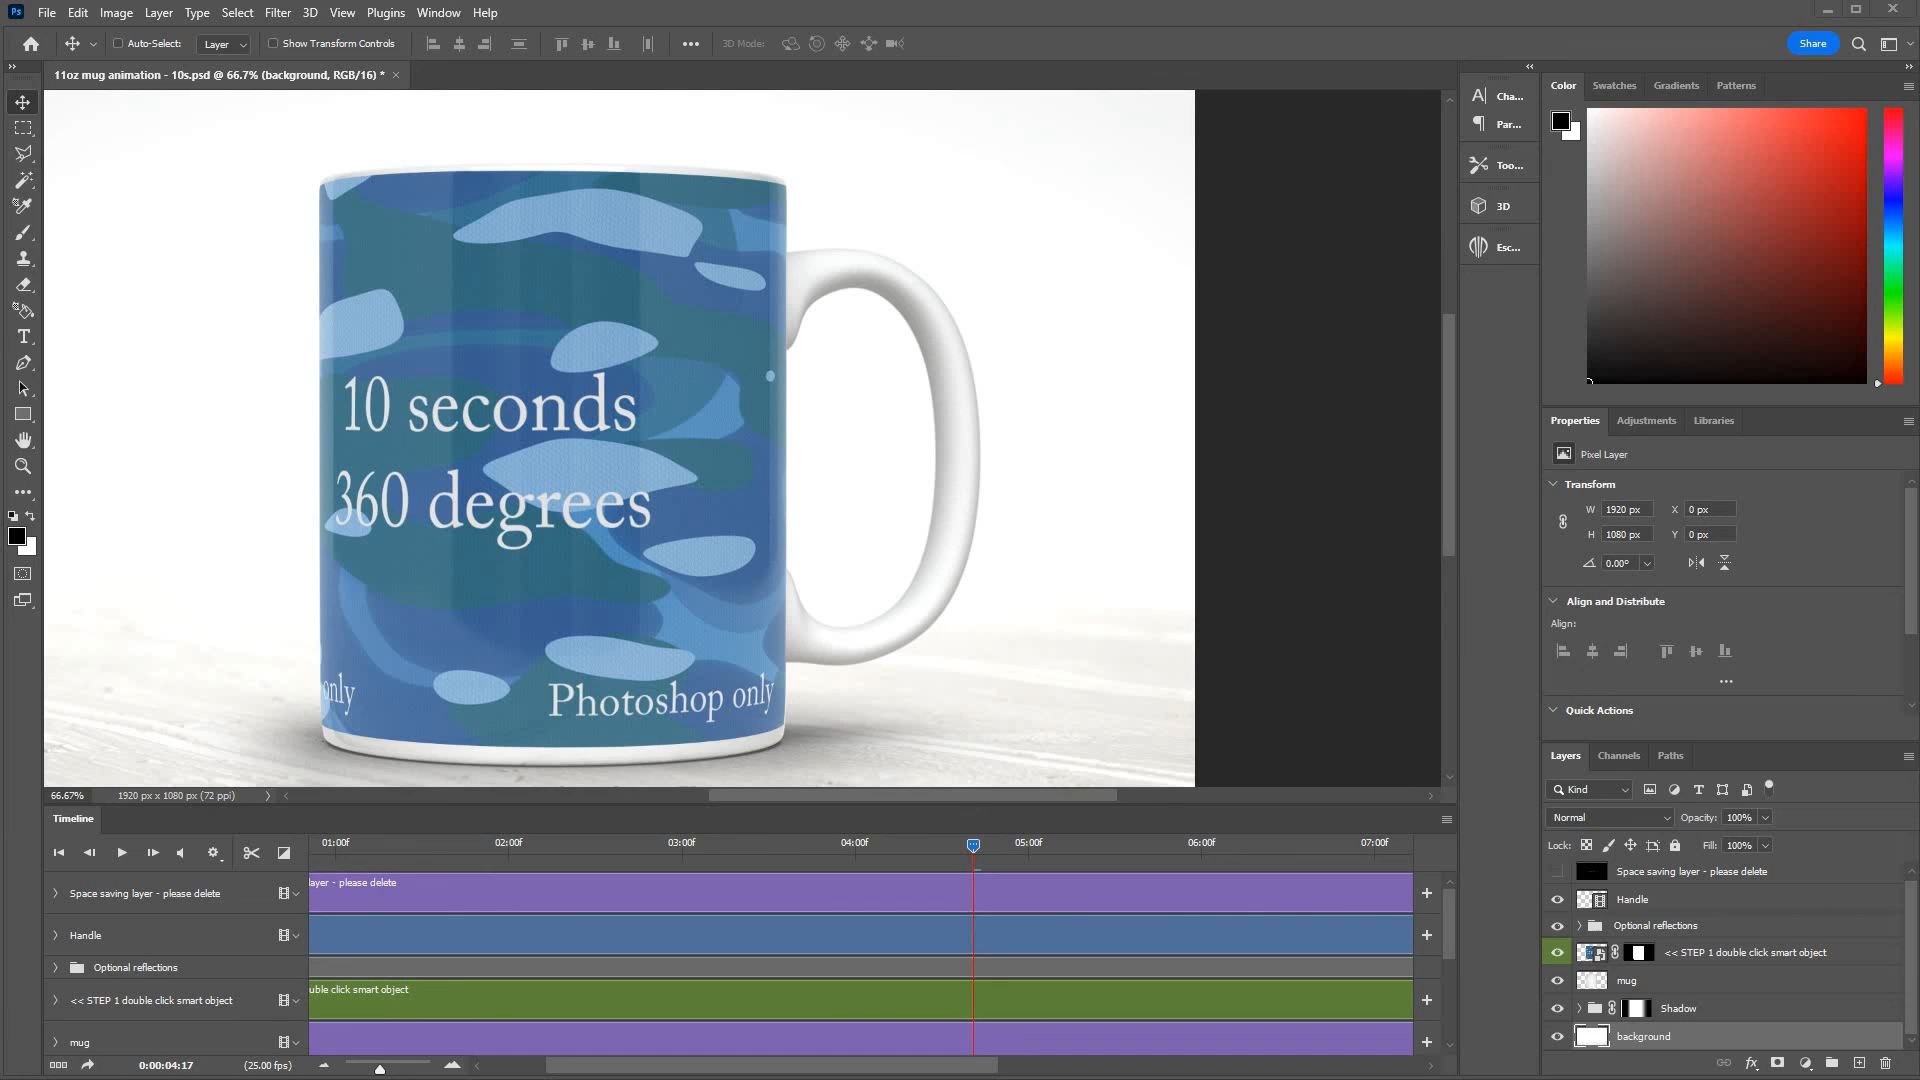 Ps File Edit Image Layer Type Select Filter 3D View Plugins Window Help
Auto-Select: Layer Show Transform Controls 3D Mode: Share
11oz mug animation - 10s.psd @ 66.7% (background, RGB/16) *
10 seconds
360 degrees
only
Photoshop only
A| Cha...
Par...
Too...
3D
Esc...
Color Swatches Gradients Patterns
Properties Adjustments Libraries
Pixel Layer
Transform
W 1920 px X 0 px
H 1080 px Y 0 px
0.00°
Align and Distribute
Align:
Quick Actions
Layers Channels Paths
Kind
Normal Opacity: 100%
Lock: Fill: 100%
Space saving layer - please delete
Handle
Optional reflections
<< STEP 1 double click smart object
mug
Shadow
background
66.67% 1920 px x 1080 px (72 ppi)
Timeline
01:00f 02:00f 03:00f 04:00f 05:00f 06:00f 07:00f
Space saving layer - please delete
layer - please delete
Handle
Optional reflections
<< STEP 1 double click smart object
uble click smart object
mug
0:00:04:17 (25.00 fps)